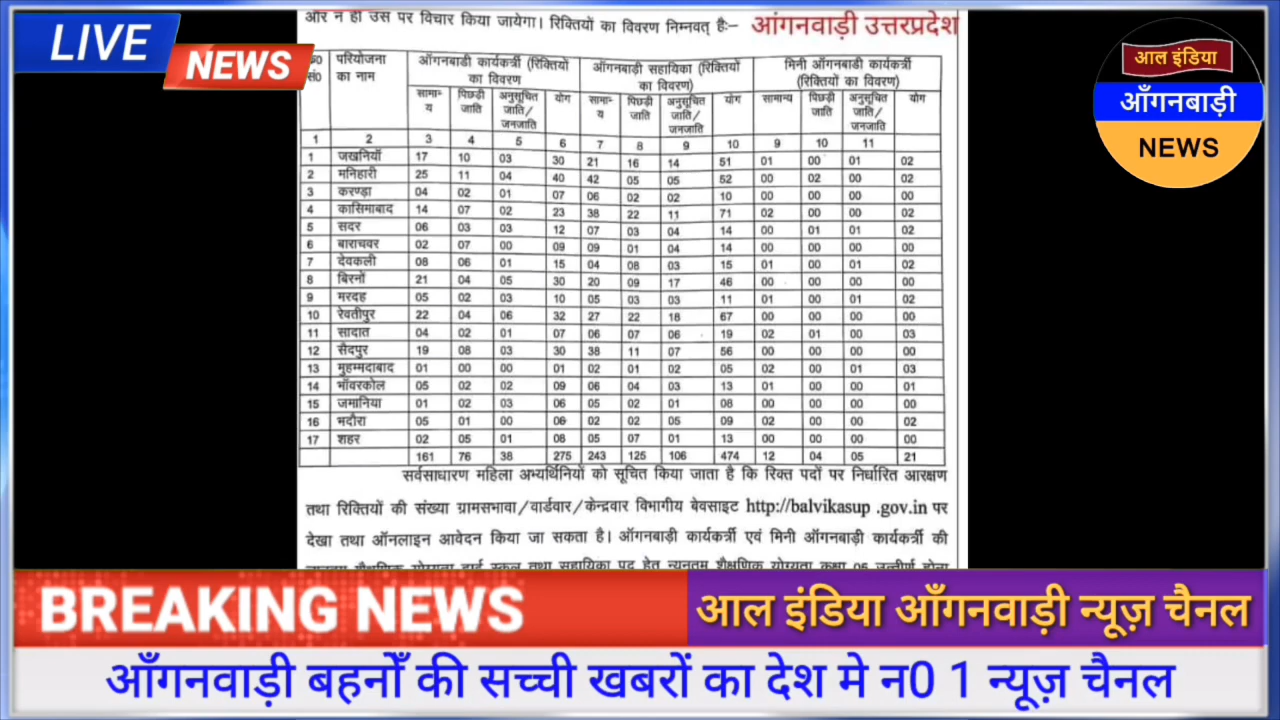 LIVE
NEWS
और न ही उस पर विचार किया जायेगा। रिक्तियों का विवरण निम्नवत् हैः–
आंगनवाड़ी उत्तरप्रदेश
आल इंडिया
आँगनबाड़ी
NEWS
क्र0 सं0 | परियोजना का नाम | ऑगनबाडी कार्यकर्त्री (रिक्तियों का विवरण | ऑगनबाड़ी सहायिका (रिक्तियों का विवरण) | मिनी ऑगनबाडी कार्यकर्त्री (रिक्तियों का विवरण)
सामान्य | पिछड़ी जाति | अनुसूचित जाति/ जनजाति | योग | सामान्य | पिछड़ी जाति | अनुसूचित जाति/ जनजाति | योग | सामान्य | पिछड़ी जाति | अनुसूचित जाति/ जनजाति | योग
1 2 3 4 5 6 7 8 9 10 9 10 11
1 जखनियॉ 17 10 03 30 21 16 14 51 01 00 01 02
2 मनिहारी 25 11 04 40 42 05 05 52 00 02 00 02
3 करण्डा 04 02 01 07 06 02 02 10 00 00 00 00
4 कासिमाबाद 14 07 02 23 38 22 11 71 02 00 00 02
5 सदर 06 03 03 12 07 03 04 14 00 01 01 02
6 बाराचवर 02 07 00 09 09 01 04 14 00 00 00 00
7 देवकली 08 06 01 15 04 08 03 15 01 00 01 02
8 बिरनों 21 04 05 30 20 09 17 46 00 00 00 00
9 मरदह 05 02 03 10 05 03 03 11 01 00 01 02
10 रेवतीपुर 22 04 06 32 27 22 18 67 00 00 00 00
11 सादात 04 02 01 07 06 07 06 19 02 01 00 03
12 सैदपुर 19 08 03 30 38 11 07 56 00 00 00 00
13 मुहम्मदाबाद 01 00 00 01 02 01 02 05 02 00 01 03
14 भॉवरकोल 05 02 02 09 06 04 03 13 01 00 00 01
15 जमानिया 01 02 03 06 05 02 01 08 00 00 00 00
16 भदौरा 05 01 00 06 02 02 05 09 02 00 00 02
17 शहर 02 05 01 08 05 07 01 13 00 00 00 00
161 76 38 275 243 125 106 474 12 04 05 21
सर्वसाधारण महिला अभ्यर्थिनियों को सूचित किया जाता है कि रिक्त पदों पर निर्धारित आरक्षण
तथा रिक्तियों की संख्या ग्रामसभावा/वार्डवार/केन्द्रवार विभागीय बेवसाइट http://balvikasup .gov.in पर
देखा तथा ऑनलाइन आवेदन किया जा सकता है। ऑगनबाड़ी कार्यकर्त्री एवं मिनी ऑगनबाड़ी कार्यकर्त्री की
शैक्षणिक योग्यता हाई स्कूल तथा सहायिका पद हेतु न्यूनतम शैक्षणिक योग्यता कक्षा 05 उत्तीर्ण होना
BREAKING NEWS
आल इंडिया आँगनवाड़ी न्यूज़ चैनल
आँगनवाड़ी बहनोँ की सच्ची खबरों का देश मे न0 1 न्यूज़ चैनल